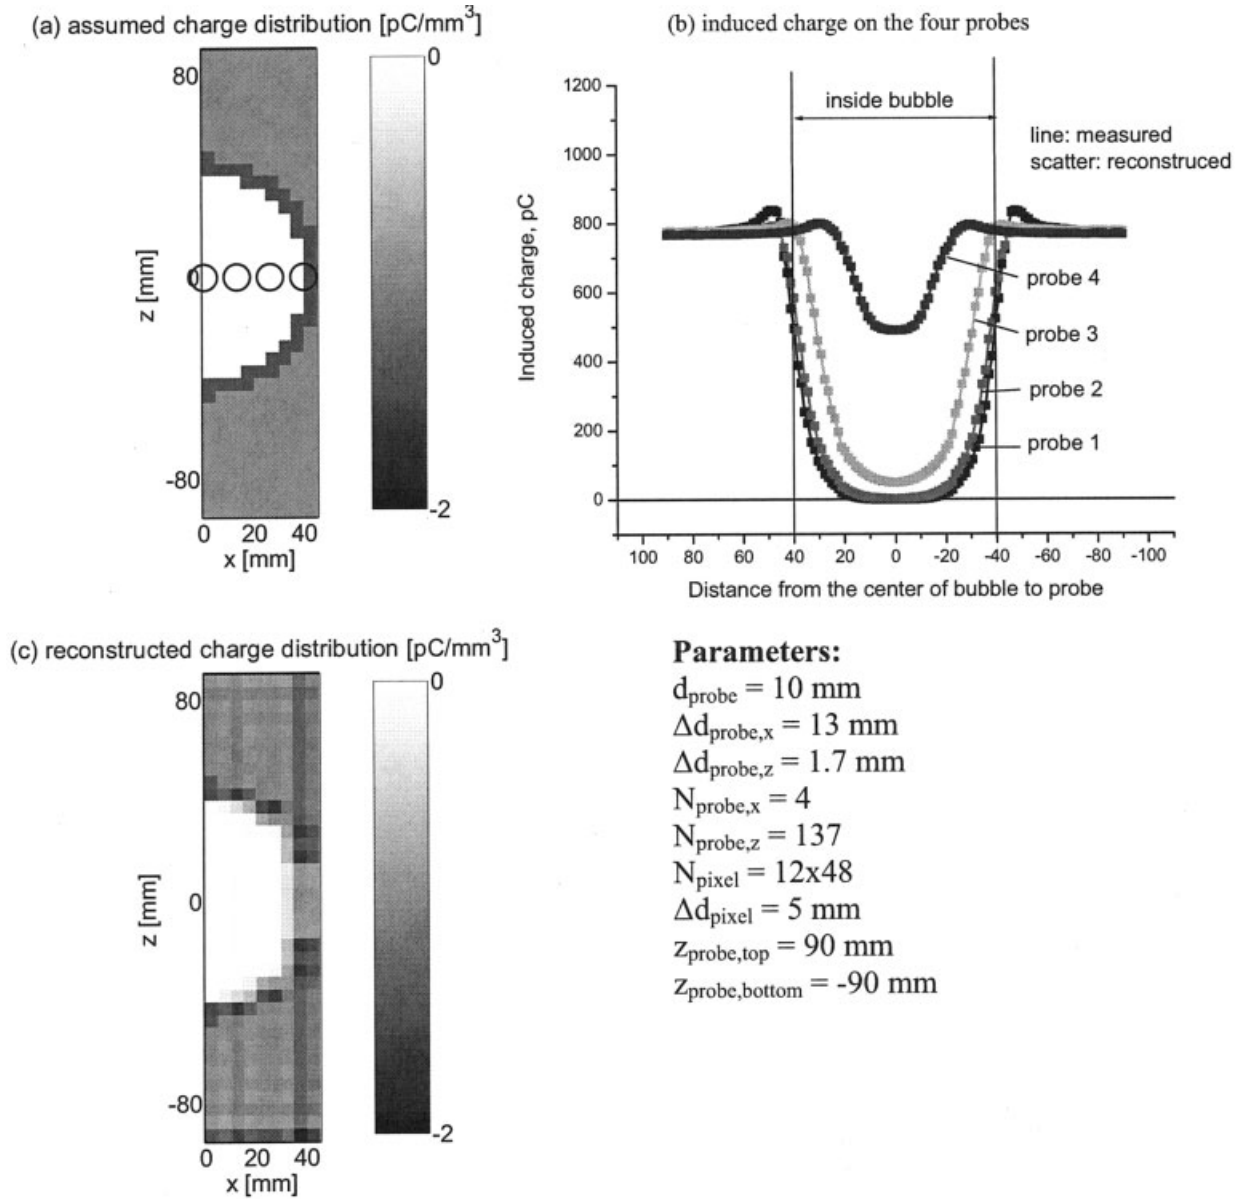 (a) assumed charge distribution [pC/mm³]
80
0
-80
z [mm]
0 20 40
x [mm]
0
-2
(b) induced charge on the four probes
1200
1000
800
600
400
200
0
Induced charge, pC
inside bubble
line: measured
scatter: reconstruced
probe 4
probe 3
probe 2
probe 1
100 80 60 40 20 0 -20 -40 -60 -80 -100
Distance from the center of bubble to probe
(c) reconstructed charge distribution [pC/mm³]
80
0
-80
z [mm]
0 20 40
x [mm]
0
-2
Parameters:
d_probe = 10 mm
Δd_probe,x = 13 mm
Δd_probe,z = 1.7 mm
N_probe,x = 4
N_probe,z = 137
N_pixel = 12x48
Δd_pixel = 5 mm
z_probe,top = 90 mm
z_probe,bottom = -90 mm